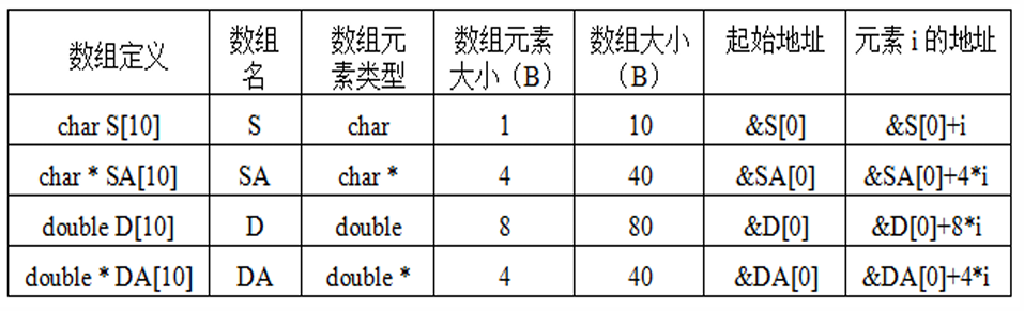 数组定义 数组名 数组元素类型 数组元素大小（B） 数组大小（B） 起始地址 元素 i 的地址
char S[10] S char 1 10 &S[0] &S[0]+i
char * SA[10] SA char * 4 40 &SA[0] &SA[0]+4*i
double D[10] D double 8 80 &D[0] &D[0]+8*i
double * DA[10] DA double * 4 40 &DA[0] &DA[0]+4*i